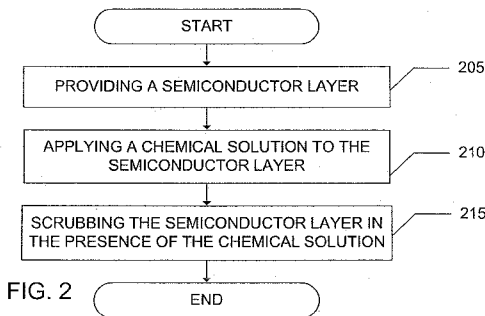 START
PROVIDING A SEMICONDUCTOR LAYER
205
APPLYING A CHEMICAL SOLUTION TO THE
SEMICONDUCTOR LAYER
210
SCRUBBING THE SEMICONDUCTOR LAYER IN
THE PRESENCE OF THE CHEMICAL SOLUTION
215
FIG. 2
END